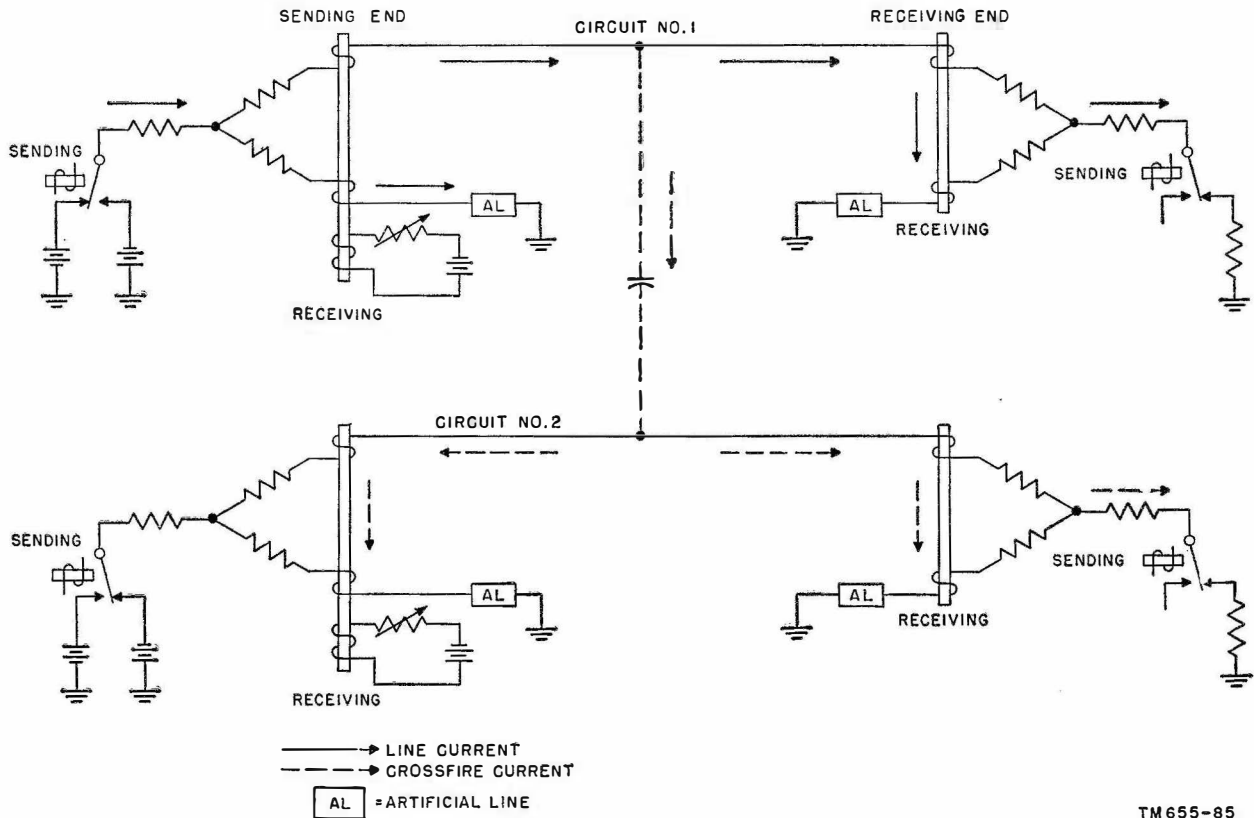 SENDING END
CIRCUIT NO.1
RECEIVING END
SENDING
AL
RECEIVING
AL
SENDING
RECEIVING
CIRCUIT NO.2
SENDING
AL
RECEIVING
AL
SENDING
RECEIVING
LINE CURRENT
CROSSFIRE CURRENT
AL = ARTIFICIAL LINE
TM655-85